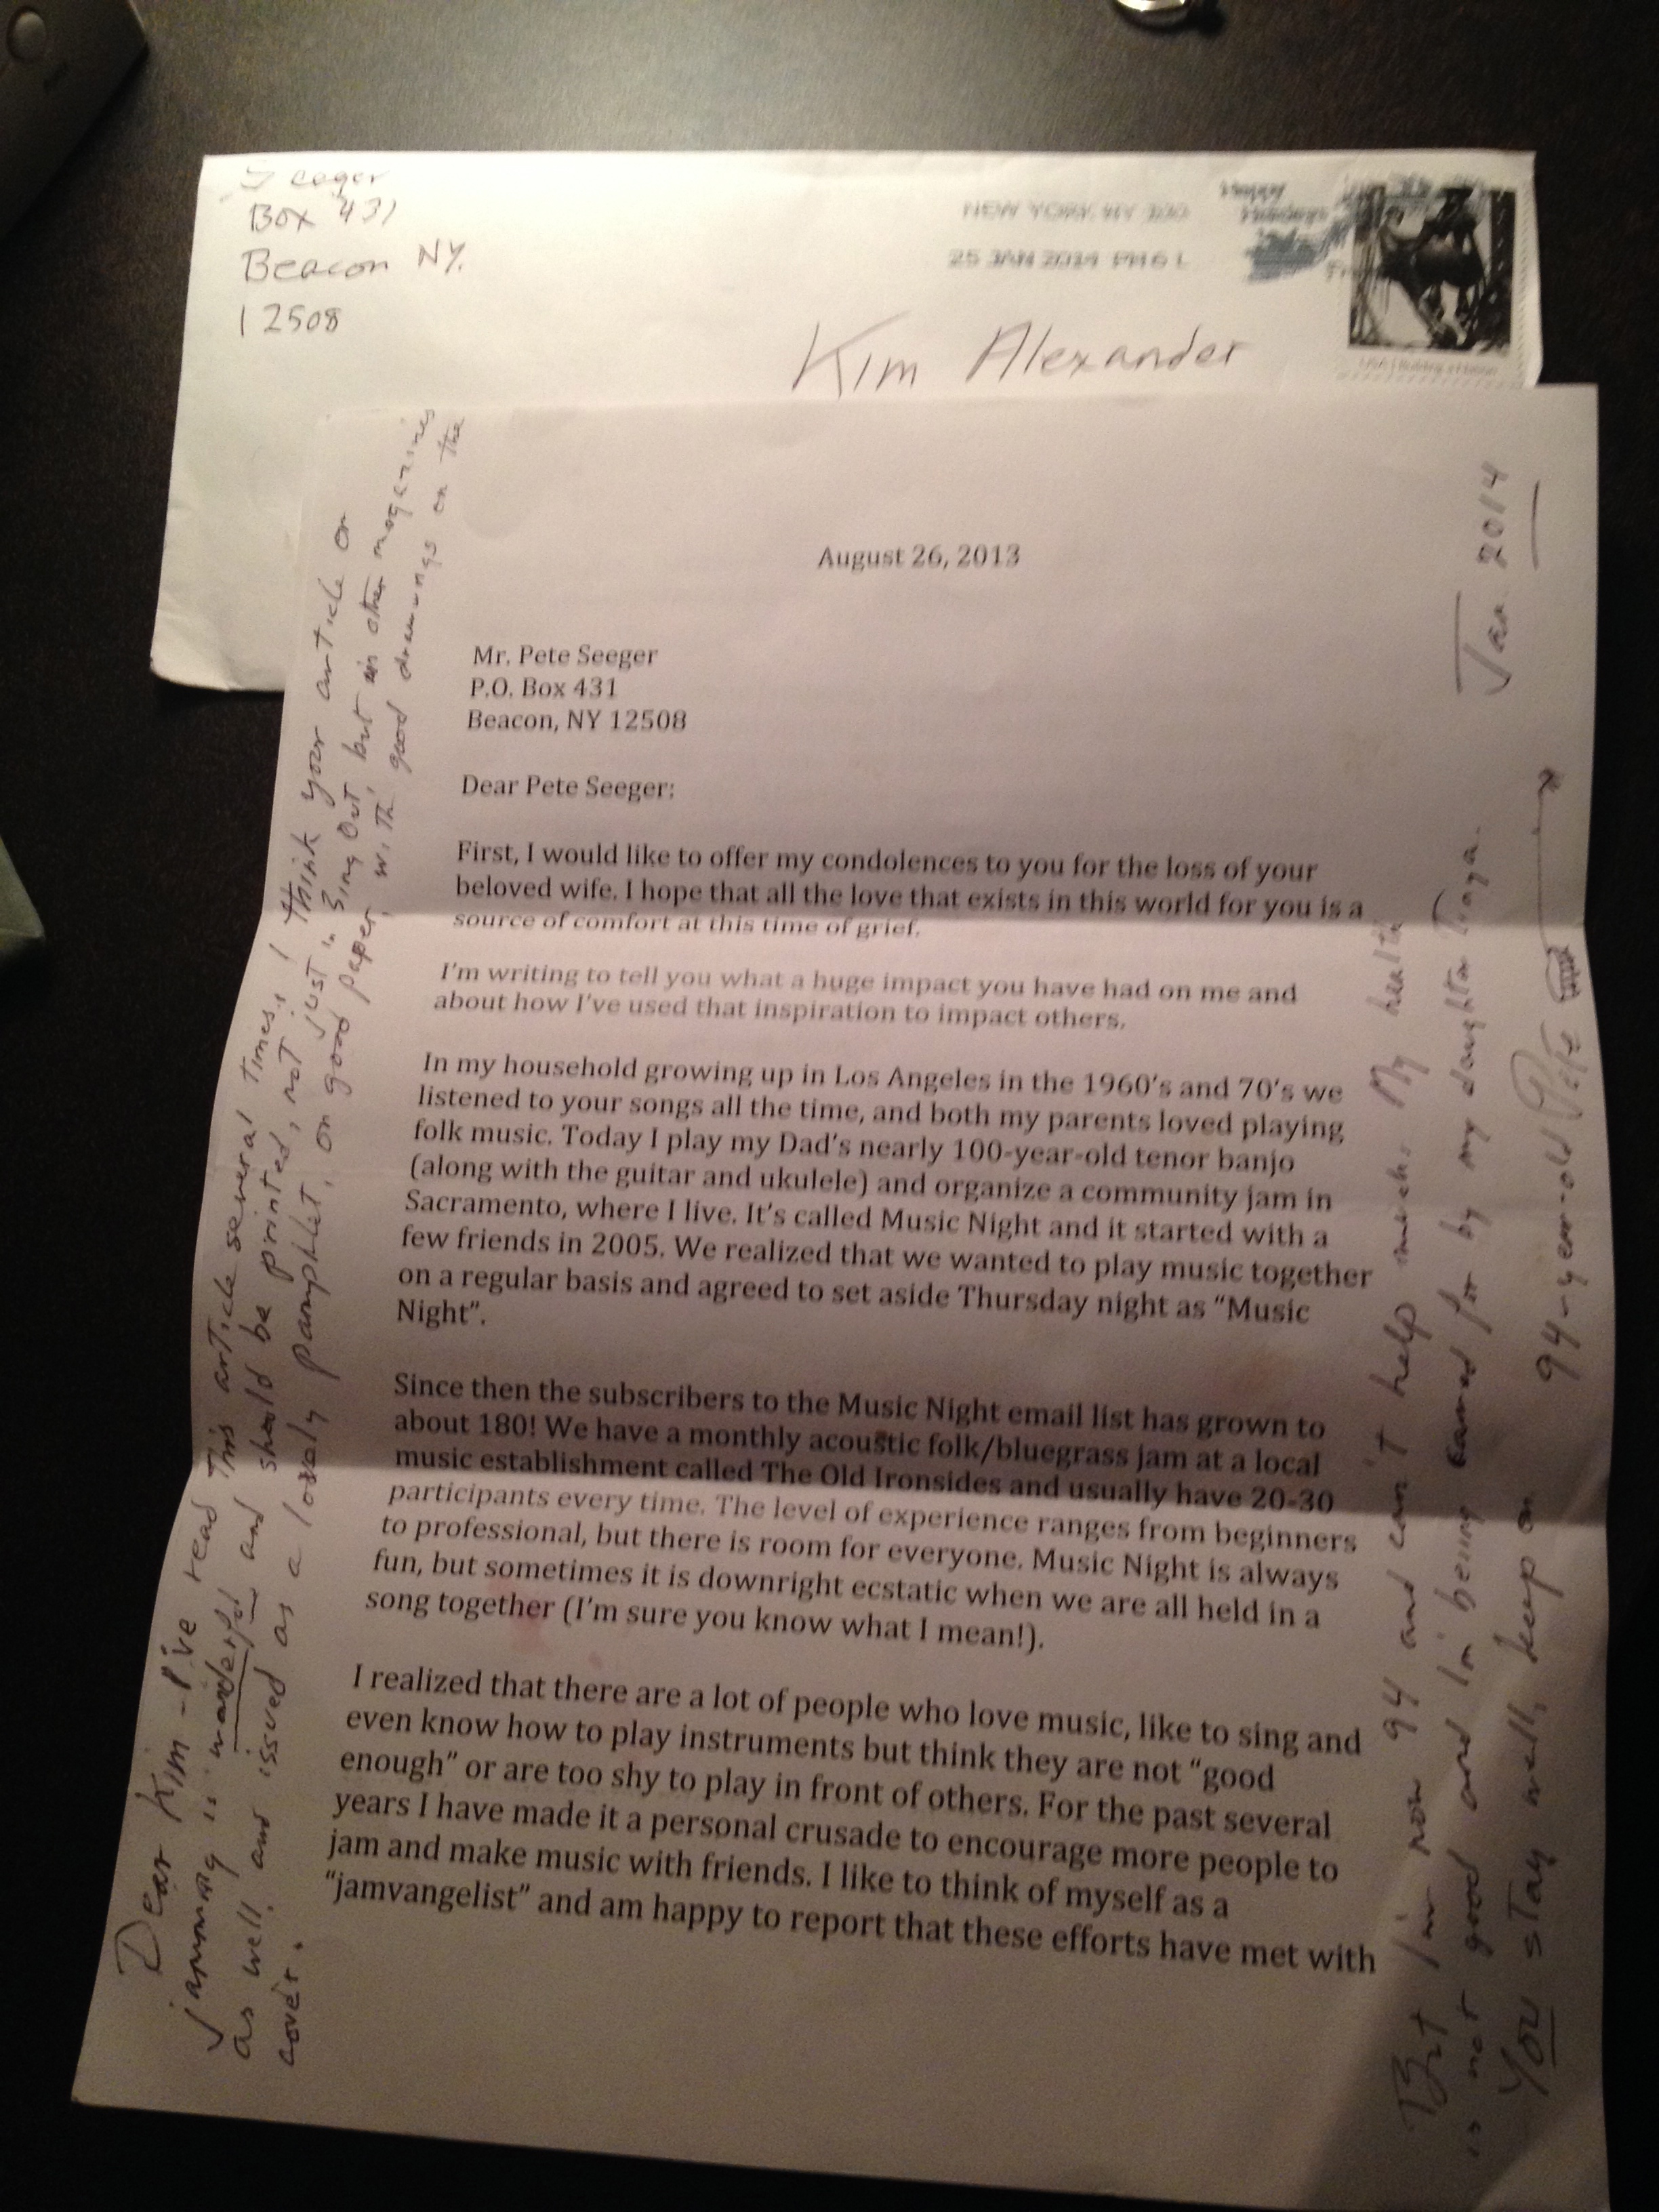 Seeger
Box 431
Beacon NY.
12508
NEW YORK NY 100
25 JAN 2014 PM 6 L
Happy
Holidays
Kim Alexander
August 26, 2013
Mr. Pete Seeger
P.O. Box 431
Beacon, NY 12508
Dear Pete Seeger:
First, I would like to offer my condolences to you for the loss of your
beloved wife. I hope that all the love that exists in this world for you is a
source of comfort at this time of grief.
I'm writing to tell you what a huge impact you have had on me and
about how I've used that inspiration to impact others.
In my household growing up in Los Angeles in the 1960's and 70's we
listened to your songs all the time, and both my parents loved playing
folk music. Today I play my Dad's nearly 100-year-old tenor banjo
(along with the guitar and ukulele) and organize a community jam in
Sacramento, where I live. It's called Music Night and it started with a
few friends in 2005. We realized that we wanted to play music together
on a regular basis and agreed to set aside Thursday night as "Music
Night".
Since then the subscribers to the Music Night email list has grown to
about 180! We have a monthly acoustic folk/bluegrass jam at a local
music establishment called The Old Ironsides and usually have 20-30
participants every time. The level of experience ranges from beginners
to professional, but there is room for everyone. Music Night is always
fun, but sometimes it is downright ecstatic when we are all held in a
song together (I'm sure you know what I mean!).
I realized that there are a lot of people who love music, like to sing and
even know how to play instruments but think they are not "good
enough" or are too shy to play in front of others. For the past several
years I have made it a personal crusade to encourage more people to
jam and make music with friends. I like to think of myself as a
"jamvangelist" and am happy to report that these efforts have met with
Dear Kim - I've read this article several times, I think your article on
jamming is wonderful and should be printed, not just in Sing Out, but in other magazines
as well, and issued as a lovely pamphlet, on good paper, with good drawings on the
cover.
But I'm now 94 and can't help much. My health
is not good and I'm being cared for by my daughter Tinya.
You stay well, keep on 94-year-old Pete
Jan 2014